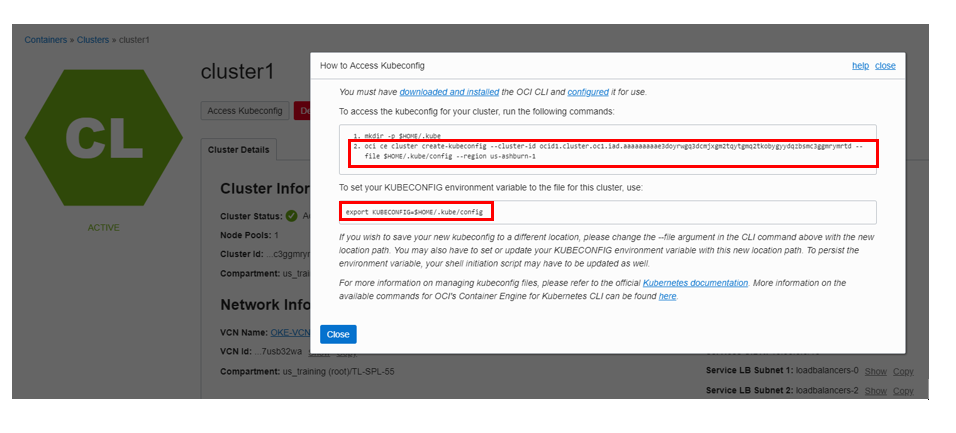 Containers » Clusters » cluster1
CL
ACTIVE
cluster1
Access Kubeconfig
De
Cluster Details
Cluster Infor
Cluster Status:
Node Pools: 1
Cluster Id: ...c3ggmryr
Compartment: us_trai
Network Info
VCN Name: OKE-VCN
VCN Id: ...7usb32wa Show Copy
Compartment: us_training (root)/TL-SPL-55
How to Access Kubeconfig
help close
You must have downloaded and installed the OCI CLI and configured it for use.
To access the kubeconfig for your cluster, run the following commands:
1. mkdir -p $HOME/.kube
2. oci ce cluster create-kubeconfig --cluster-id ocid1.cluster.oc1.iad.aaaaaaaaae3doyrwgq3dcmjxgm2tqytgmq2tkobygyydqzbsmc3ggmrymrtd --
file $HOME/.kube/config --region us-ashburn-1
To set your KUBECONFIG environment variable to the file for this cluster, use:
export KUBECONFIG=$HOME/.kube/config
If you wish to save your new kubeconfig to a different location, please change the --file argument in the CLI command above with the new
location path. You may also have to set or update your KUBECONFIG environment variable with this new location path. To persist the
environment variable, your shell initiation script may have to be updated as well.
For more information on managing kubeconfig files, please refer to the official Kubernetes documentation. More information on the
available commands for OCI's Container Engine for Kubernetes CLI can be found here.
Close
Service LB Subnet 1: loadbalancers-0 Show Copy
Service LB Subnet 2: loadbalancers-2 Show Copy